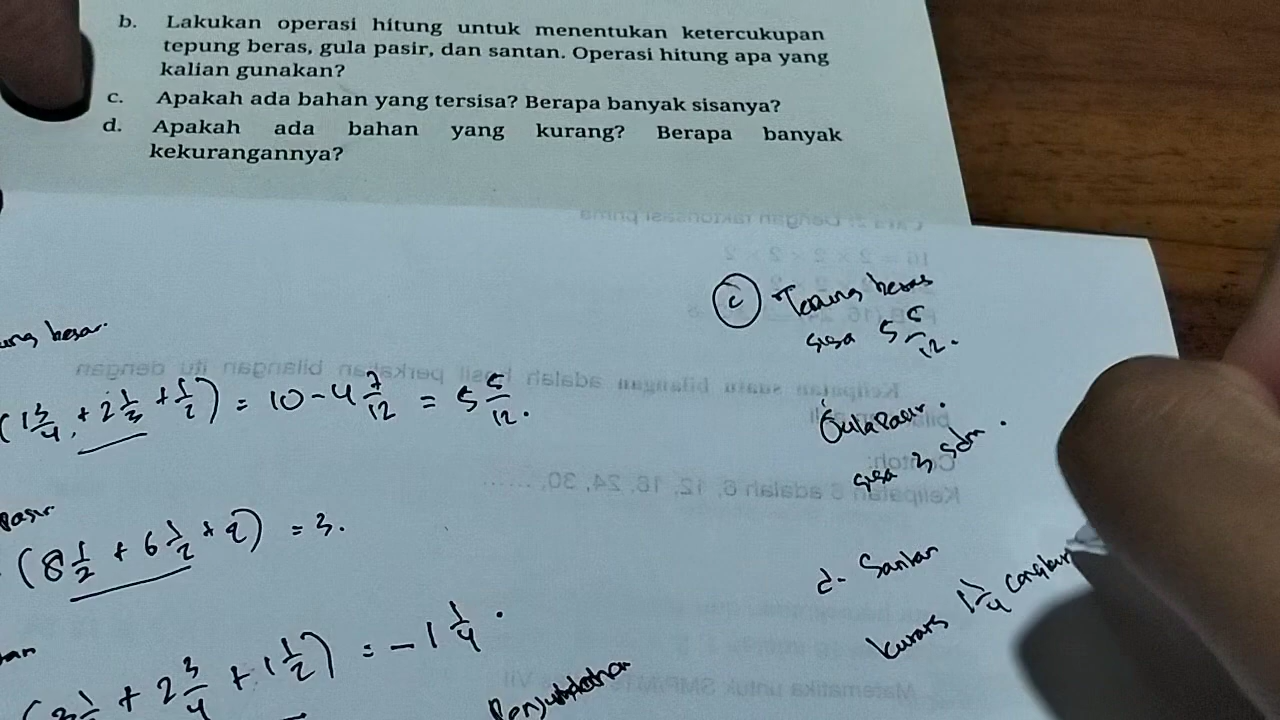 b. Lakukan operasi hitung untuk menentukan ketercukupan
tepung beras, gula pasir, dan santan. Operasi hitung apa yang
kalian gunakan?
c. Apakah ada bahan yang tersisa? Berapa banyak sisanya?
d. Apakah ada bahan yang kurang? Berapa banyak
kekurangannya?
(1 3/4 + 2 1/3 + 1/2) = 10 - 4 7/12 = 5 5/12.
(8 1/2 + 6 1/2 + 2) = 3.
+ 2 3/4 + 1 1/2) = -1 1/4.
c Tepung beras
sisa 5 5/12.
Gula Pasir.
sisa 3 sdm.
d. Santan
kurang 1 1/4